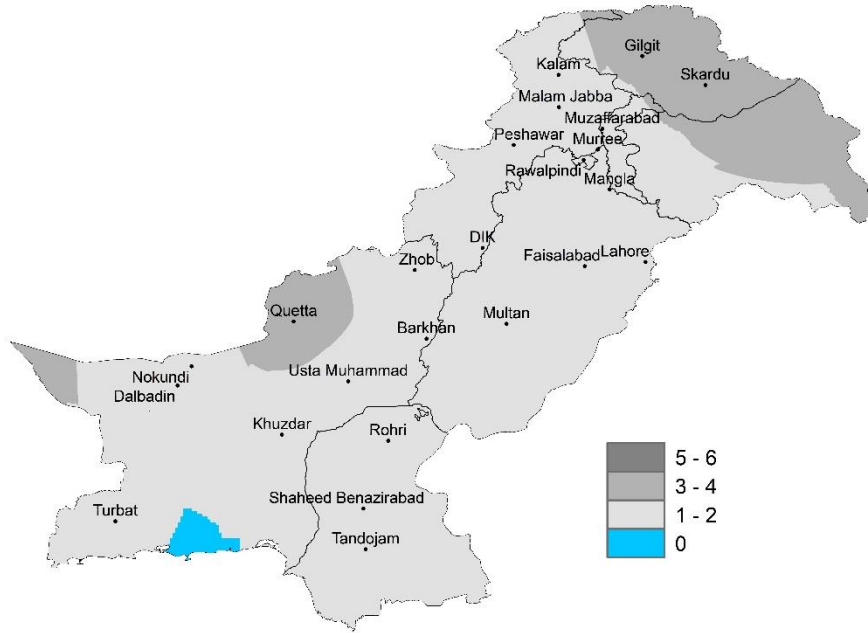 Gilgit
Kalam
Skardu
Malam Jabba
Muzaffarabad
Peshawar
Murree
Rawalpindi
Mangla
DIK
Zhob
Faisalabad
Lahore
Quetta
Multan
Barkhan
Usta Muhammad
Nokundi
Dalbadin
Khuzdar
Rohri
5 - 6
3 - 4
1 - 2
0
Shaheed Benazirabad
Turbat
Tandojam